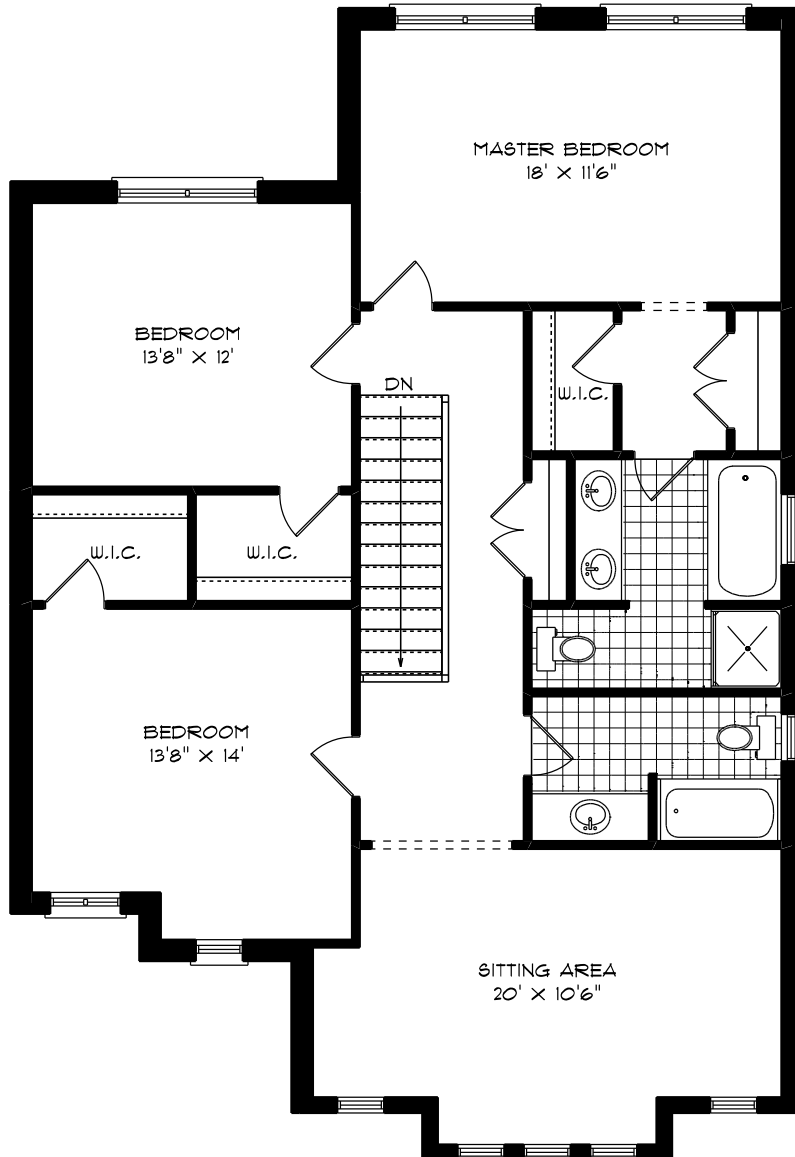 MASTER BEDROOM
18' X 11'6"
BEDROOM
13'8" X 12'
DN
W.I.C.
W.I.C.
W.I.C.
BEDROOM
13'8" X 14'
SITTING AREA
20' X 10'6"